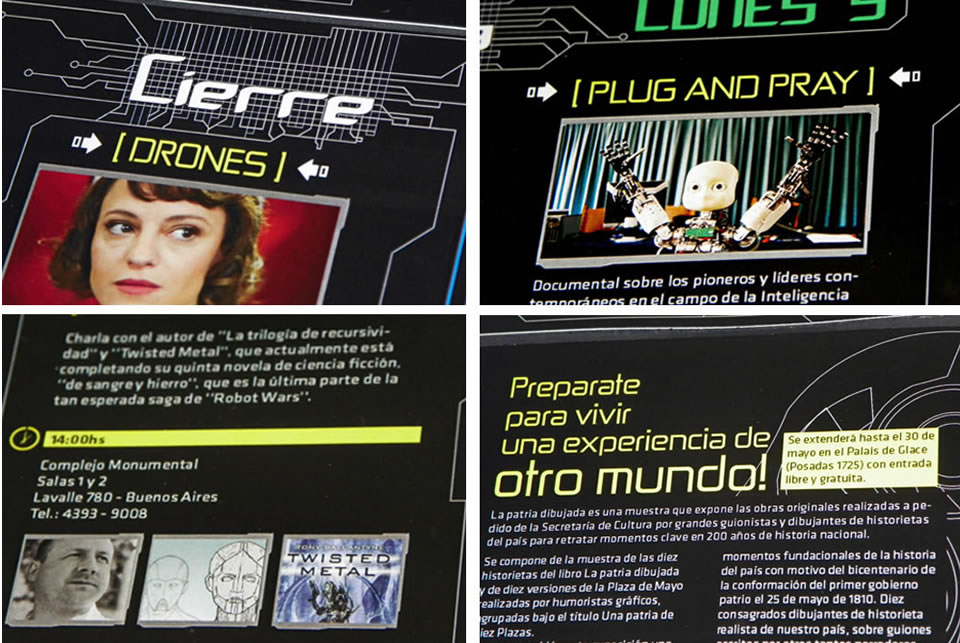 Cierre
[ DRONES ]
LUNES 9
[ PLUG AND PRAY ]
Documental sobre los pioneros y líderes con-
temporáneos en el campo de la Inteligencia
Charla con el autor de "La trilogía de recursivi-
dad" y "Twisted Metal", que actualmente está
completando su quinta novela de ciencia ficción.
"de sangre y hierro", que es la última parte de la
tan esperada saga de "Robot Wars".
14:00hs
Complejo Monumental
Salas 1 y 2
Lavalle 780 - Buenos Aires
Tel.: 4393 - 9008
TWISTED
METAL
Preparate
para vivir
una experiencia de
otro mundo!
Se extenderá hasta el 30 de
mayo en el Palais de Glace
(Posadas 1725) con entrada
libre y gratuita.
La patria dibujada es una muestra que expone las obras originales realizadas a pe-
dido de la Secretaría de Cultura por grandes guionistas y dibujantes de historietas
del país para retratar momentos clave en 200 años de historia nacional.
Se compone de la muestra de las diez
historietas del libro La patria dibujada
y de diez versiones de la Plaza de Mayo
realizadas por humoristas gráficos,
agrupadas bajo el título Una patria de
diez Plazas.
momentos fundacionales de la historia
del país con motivo del bicentenario de
la conformación del primer gobierno
patrio el 25 de mayo de 1810. Diez
consagrados dibujantes de historieta
realista de nuestro país, sobre guiones